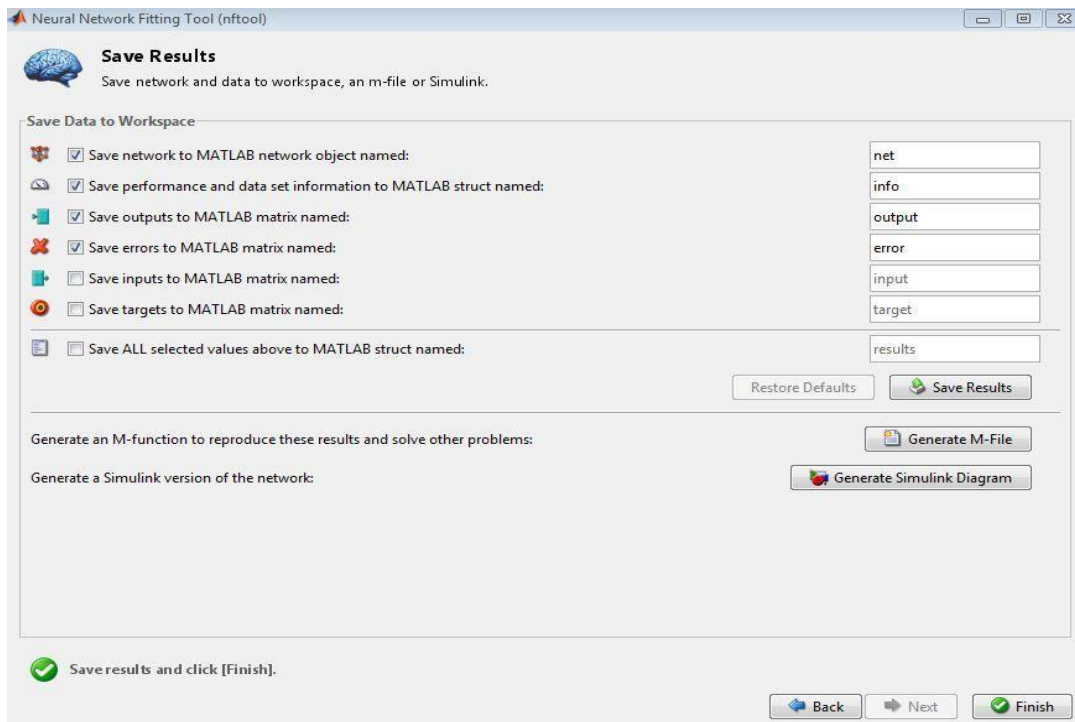 Neural Network Fitting Tool (nftool)
Save Results
Save network and data to workspace, an m-file or Simulink.
Save Data to Workspace
Save network to MATLAB network object named: net
Save performance and data set information to MATLAB struct named: info
Save outputs to MATLAB matrix named: output
Save errors to MATLAB matrix named: error
Save inputs to MATLAB matrix named: input
Save targets to MATLAB matrix named: target
Save ALL selected values above to MATLAB struct named: results
Restore Defaults Save Results
Generate an M-function to reproduce these results and solve other problems: Generate M-File
Generate a Simulink version of the network: Generate Simulink Diagram
Save results and click [Finish].
Back Next Finish